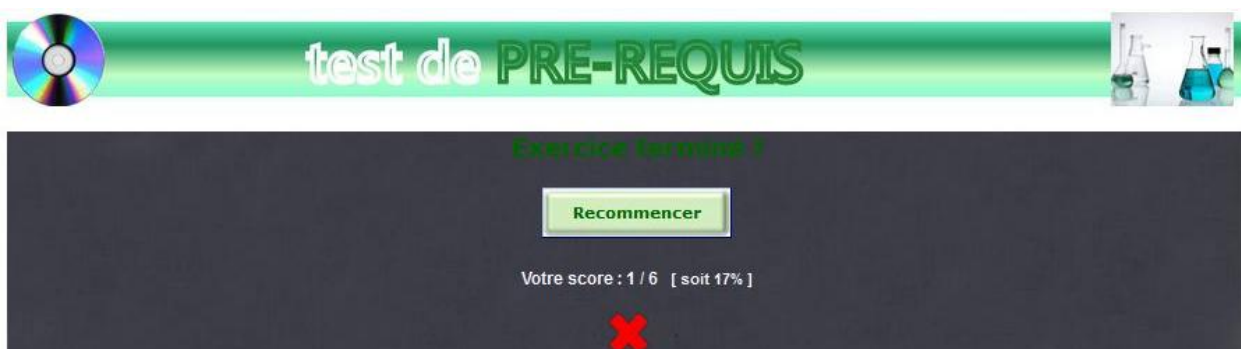 test de PRE-REQUIS
Exercice terminé !
Recommencer
Votre score : 1 / 6 [ soit 17% ]